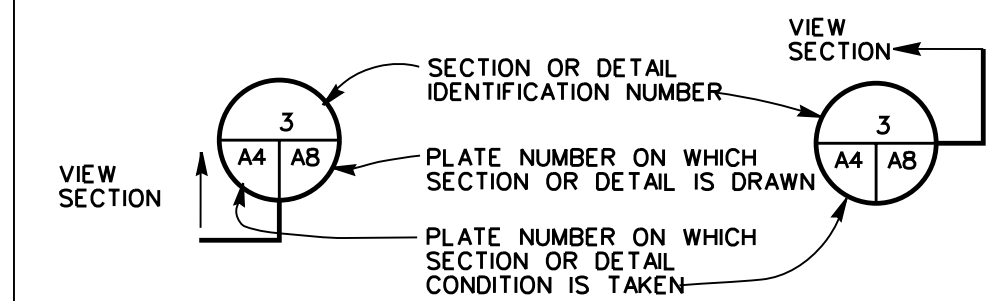 VIEW
SECTION
SECTION OR DETAIL
IDENTIFICATION NUMBER
3
A4 A8
3
A4 A8
PLATE NUMBER ON WHICH
SECTION OR DETAIL IS DRAWN
VIEW
SECTION
PLATE NUMBER ON WHICH
SECTION OR DETAIL
CONDITION IS TAKEN